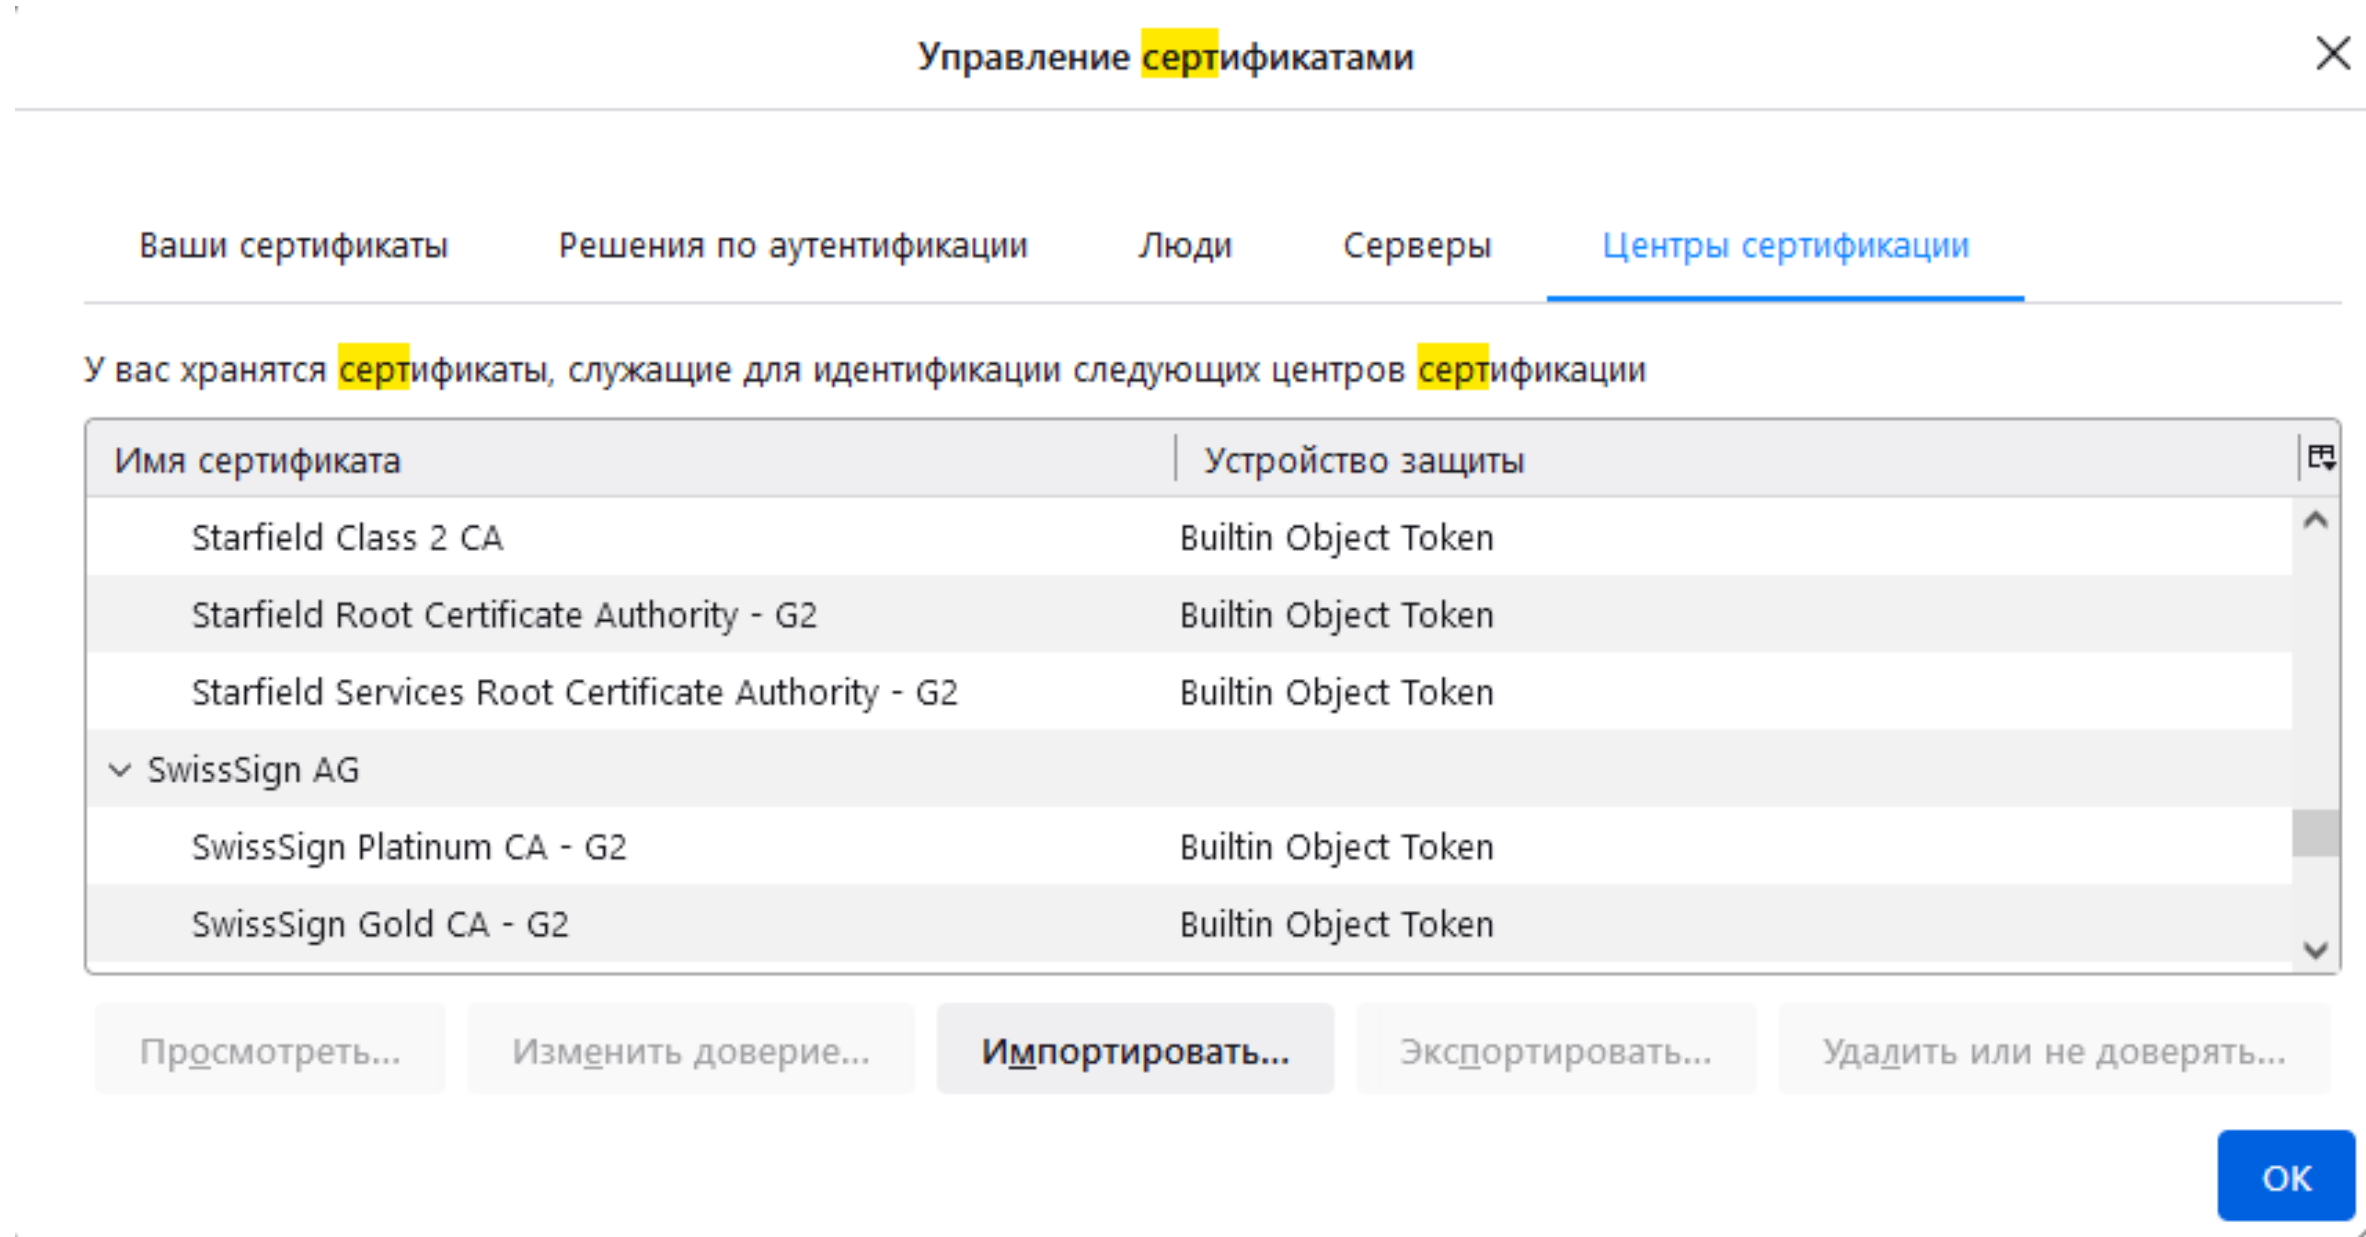 Управление сертификатами
Ваши сертификаты Решения по аутентификации Люди Серверы Центры сертификации
У вас хранятся сертификаты, служащие для идентификации следующих центров сертификации
Имя сертификата Устройство защиты
Starfield Class 2 CA Builtin Object Token
Starfield Root Certificate Authority - G2 Builtin Object Token
Starfield Services Root Certificate Authority - G2 Builtin Object Token
SwissSign AG
SwissSign Platinum CA - G2 Builtin Object Token
SwissSign Gold CA - G2 Builtin Object Token
Просмотреть... Изменить доверие... Импортировать... Экспортировать... Удалить или не доверять...
ОК